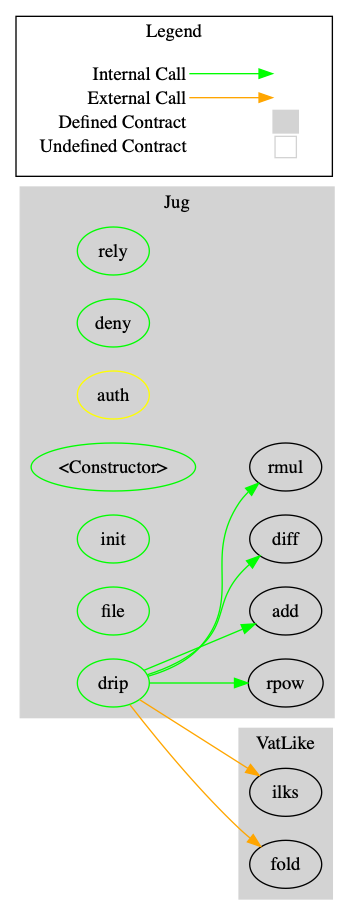 Legend
Internal Call
External Call
Defined Contract
Undefined Contract
Jug
rely
deny
auth
<Constructor>
rmul
init
diff
file
add
drip
rpow
VatLike
ilks
fold